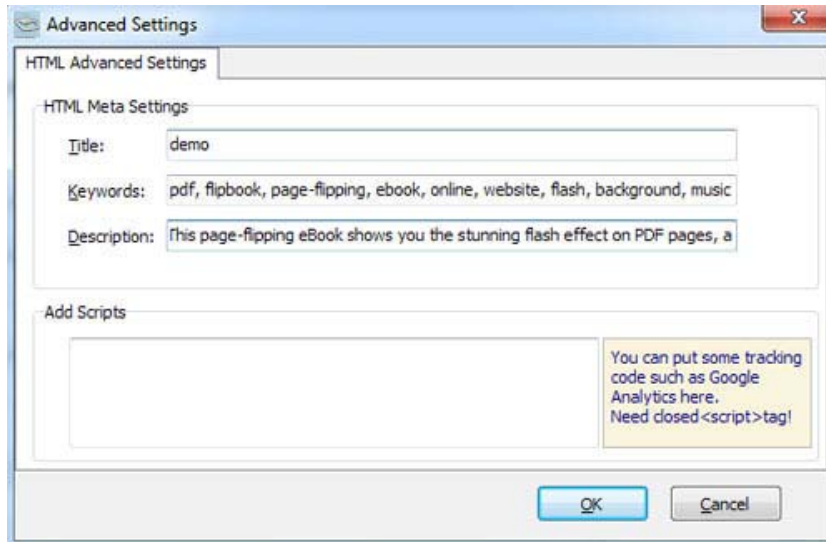 Advanced Settings
HTML Advanced Settings
HTML Meta Settings
Title: demo
Keywords: pdf, flipbook, page-flipping, ebook, online, website, flash, background, music
Description: This page-flipping eBook shows you the stunning flash effect on PDF pages, a
Add Scripts
You can put some tracking
code such as Google
Analytics here.
Need closed<script>tag!
OK Cancel